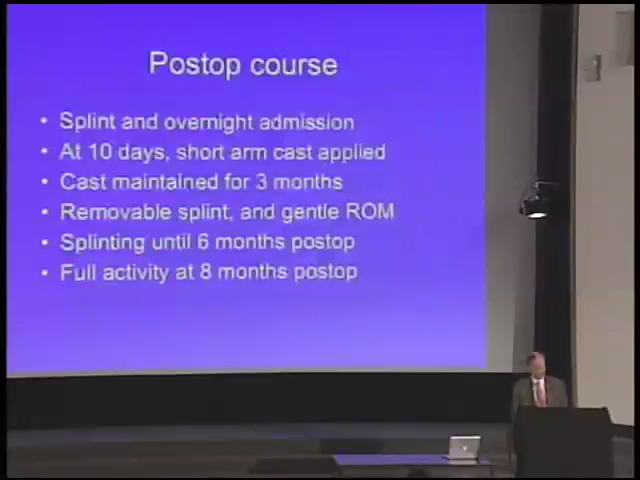 Postop course
• Splint and overnight admission
• At 10 days, short arm cast applied
• Cast maintained for 3 months
• Removable splint, and gentle ROM
• Splinting until 6 months postop
• Full activity at 8 months postop